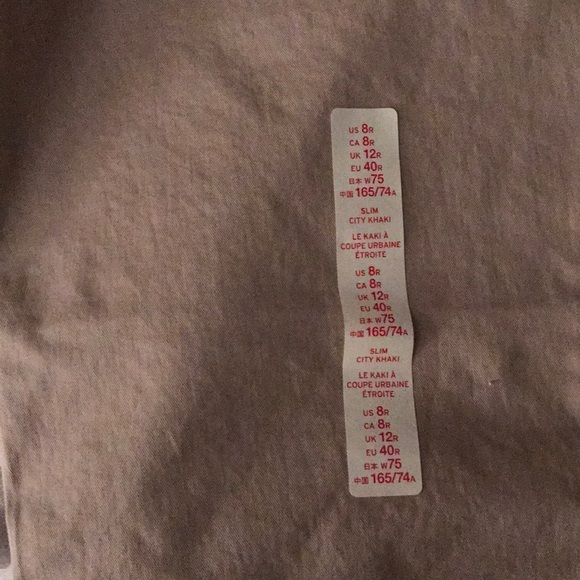 US 8R
CA 8R
UK 12R
EU 40R
日本 W75
中国 165/74A
SLIM
CITY KHAKI
LE KAKI À
COUPE URBAINE
ÉTROITE
US 8R
CA 8R
UK 12R
EU 40R
日本 W75
中国 165/74A
SLIM
CITY KHAKI
LE KAKI À
COUPE URBAINE
ÉTROITE
US 8R
CA 8R
UK 12R
EU 40R
日本 W75
中国 165/74A